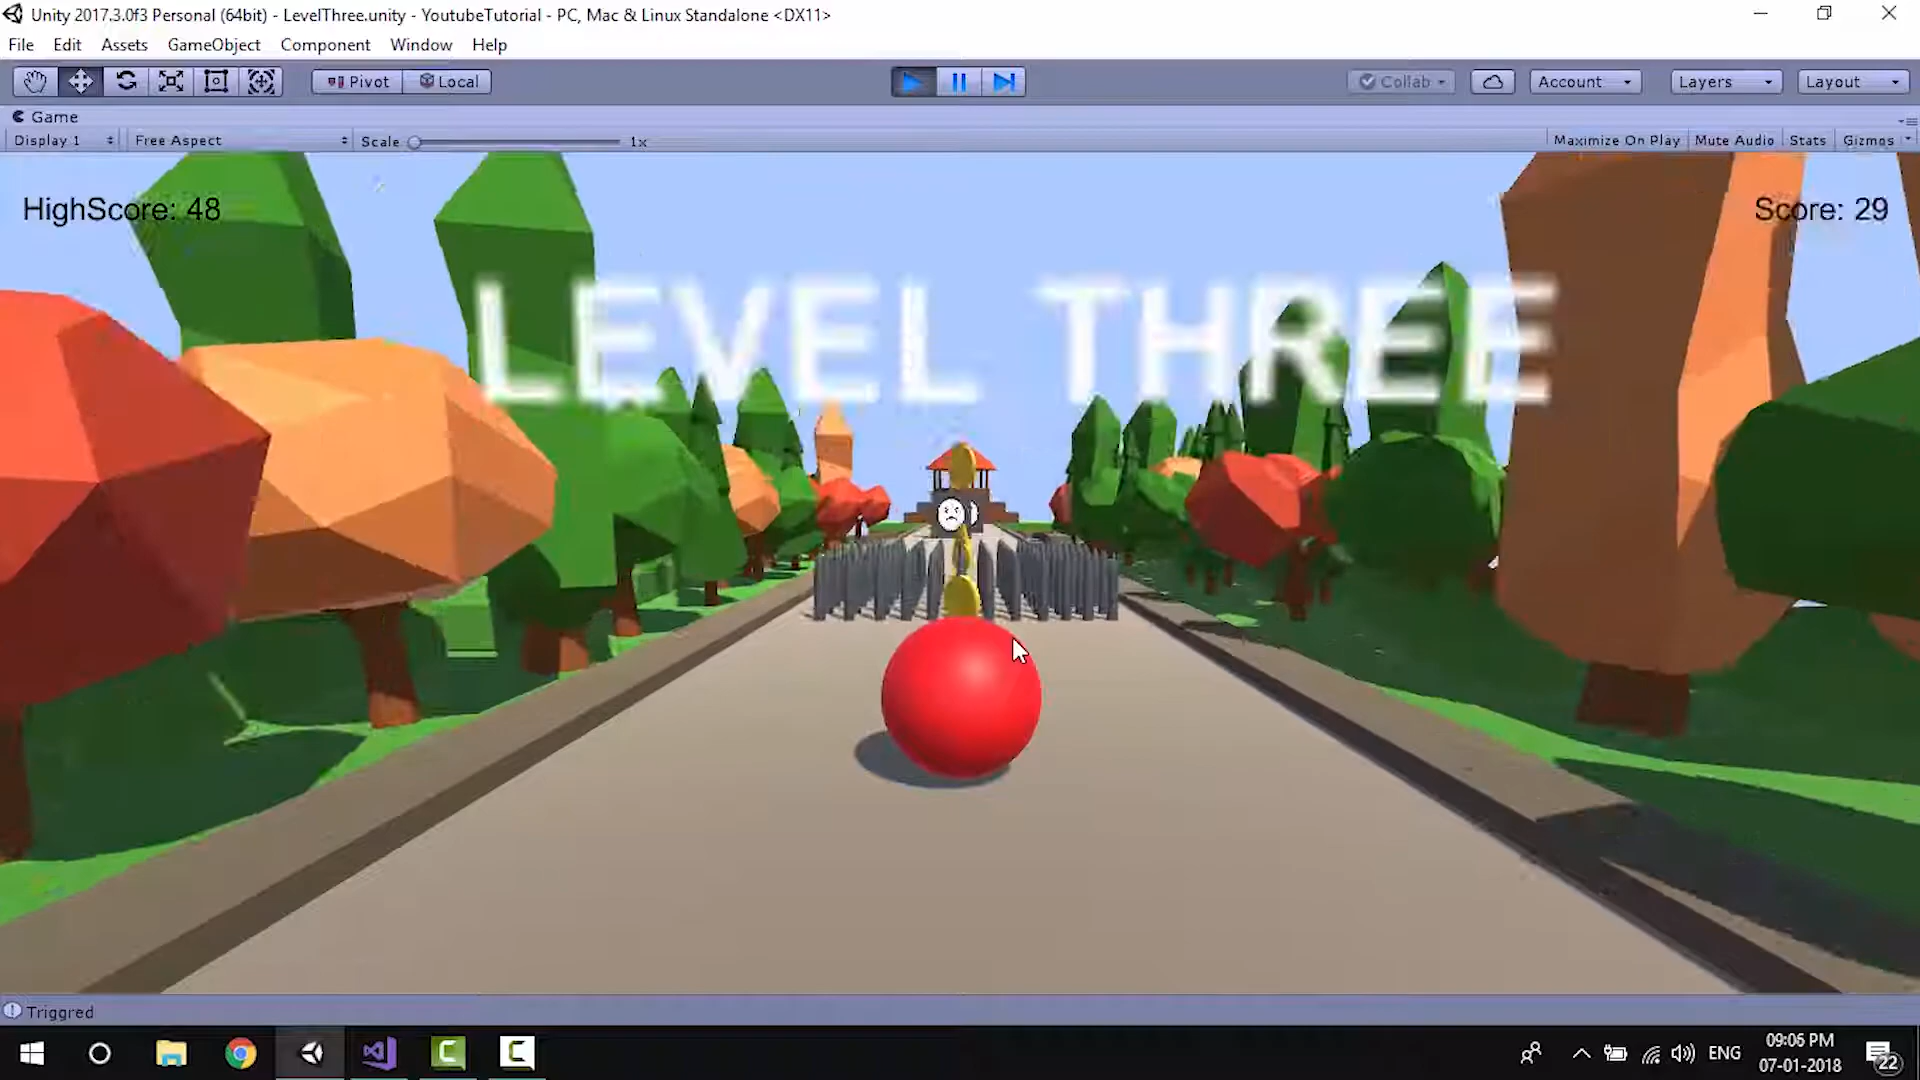 Unity 2017.3.0f3 Personal (64bit) - LevelThree.unity - YoutubeTutorial - PC, Mac & Linux Standalone <DX11>
File Edit Assets GameObject Component Window Help
Pivot Local Collab Account Layers Layout
Game
Display 1 Free Aspect Scale 1x Maximize On Play Mute Audio Stats Gizmos
HighScore: 48 Score: 29
LEVEL THREE
Triggred
ENG 09:06 PM
07-01-2018 22